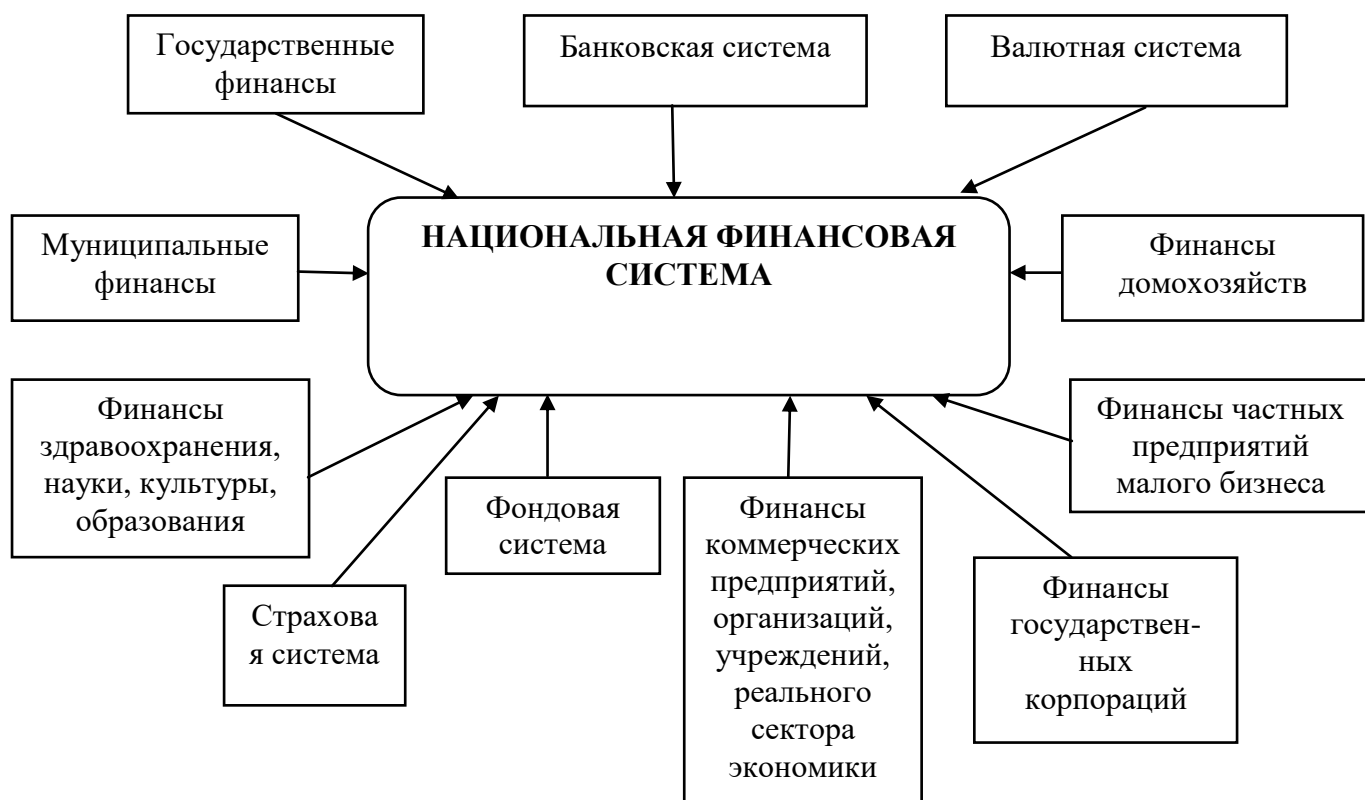 Государственные
финансы
Банковская система
Валютная система
НАЦИОНАЛЬНАЯ ФИНАНСОВАЯ
СИСТЕМА
Муниципальные
финансы
Финансы
домохозяйств
Финансы
здравоохранения,
науки, культуры,
образования
Страхова
я система
Фондовая
система
Финансы
коммерческих
предприятий,
организаций,
учреждений,
реального
сектора
экономики
Финансы
государствен-
ных
корпораций
Финансы частных
предприятий
малого бизнеса